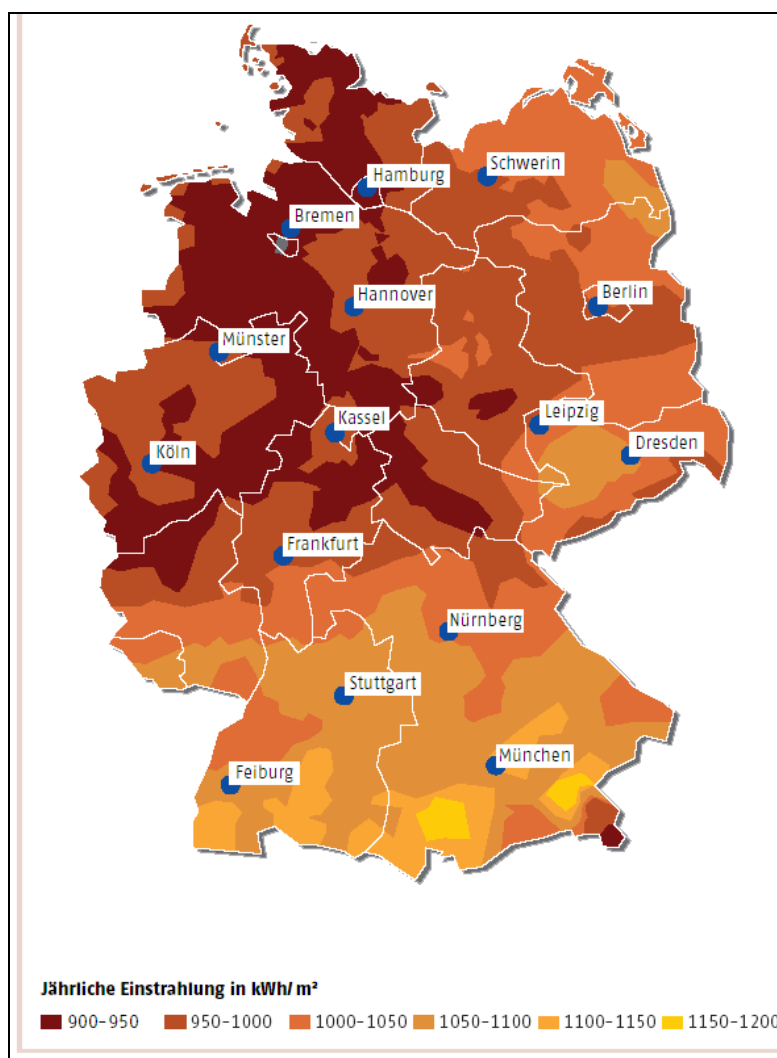 Schwerin
Hamburg
Bremen
Hannover
Berlin
Münster
Leipzig
Kassel
Dresden
Köln
Frankfurt
Nürnberg
Stuttgart
München
Feiburg
Jährliche Einstrahlung in kWh/m²
900-950 950-1000 1000-1050 1050-1100 1100-1150 1150-1200